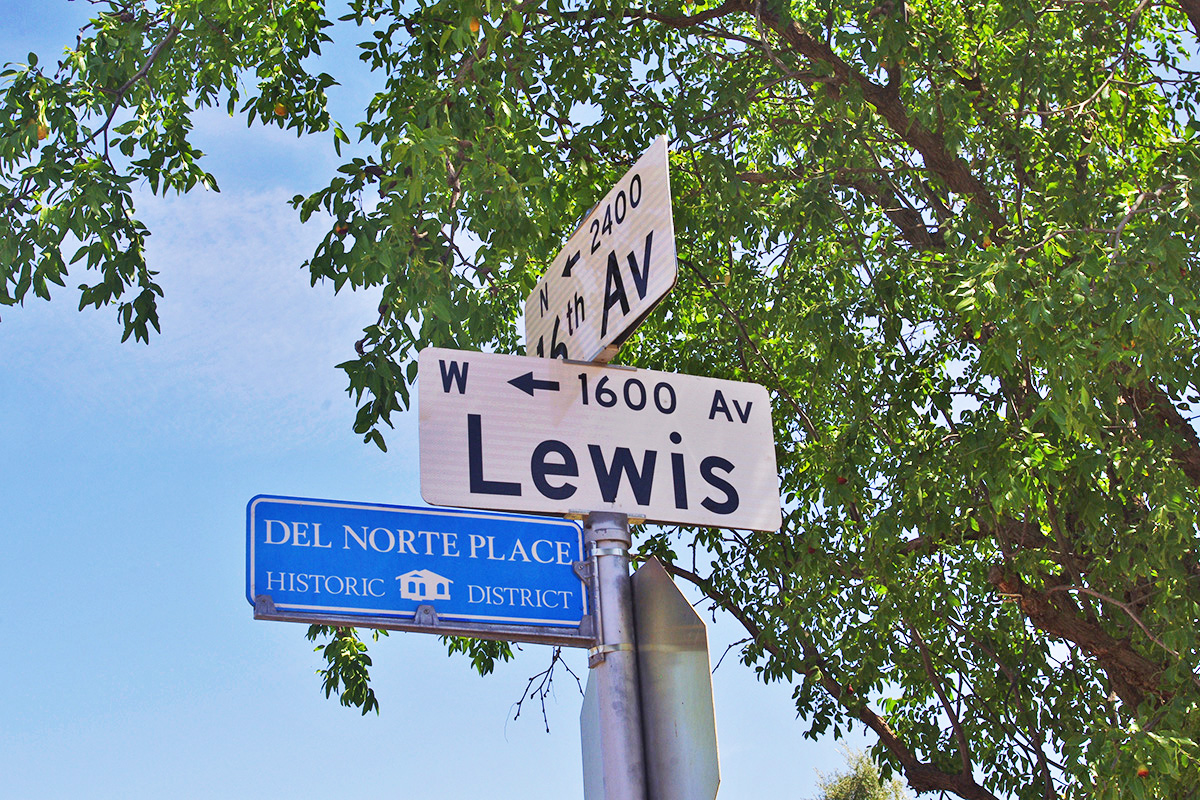 N ← 2400
16th Av
W ← 1600 Av
Lewis
DEL NORTE PLACE
HISTORIC DISTRICT